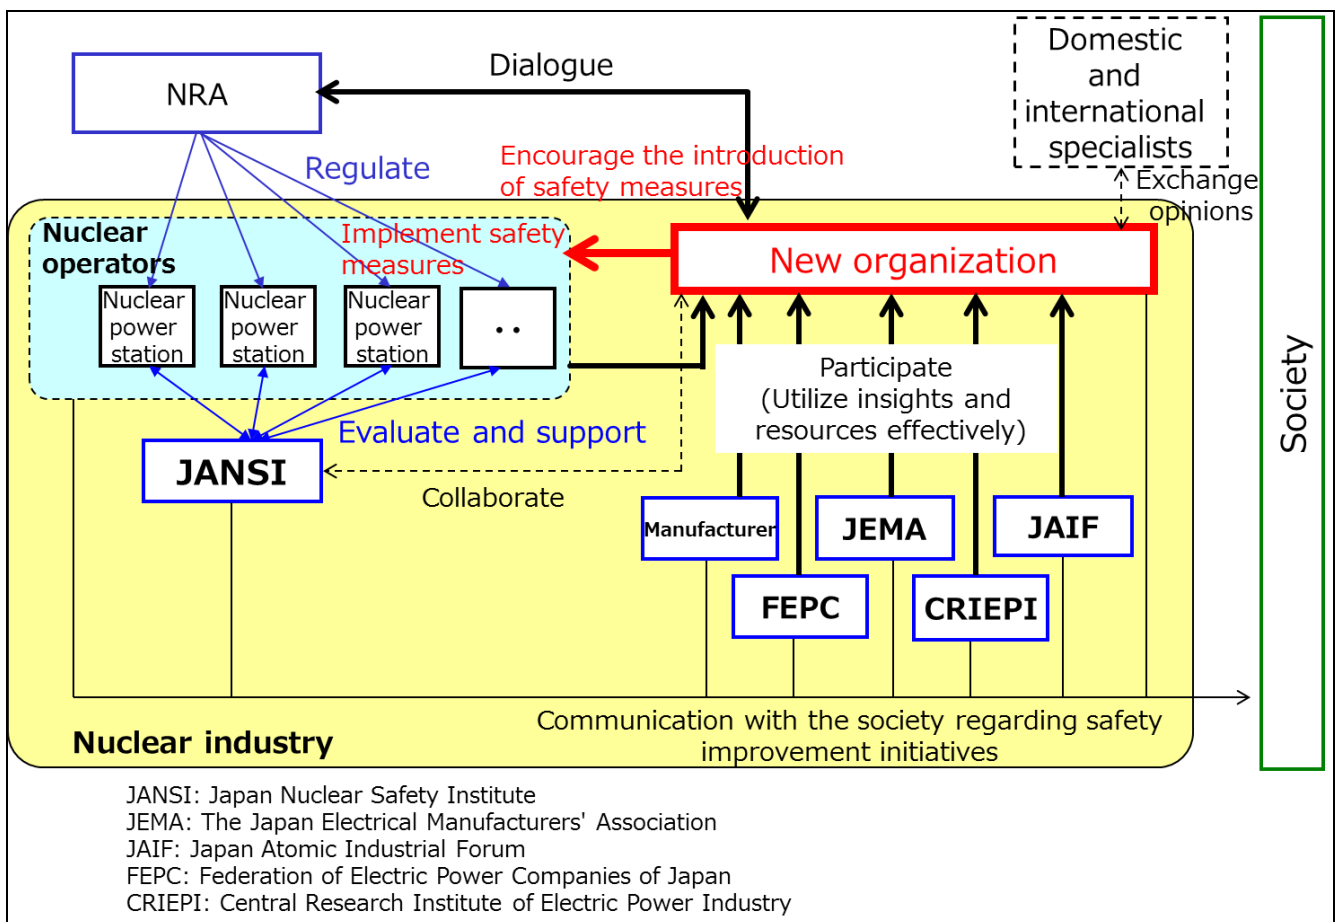 Domestic
and
international
specialists
Dialogue
NRA
Regulate
Encourage the introduction
of safety measures
Exchange
opinions
Nuclear
operators
Implement safety
measures
New organization
Nuclear
power
station
Nuclear
power
station
Nuclear
power
station
..
Participate
(Utilize insights and
resources effectively)
Society
Evaluate and support
JANSI
Collaborate
Manufacturer
JEMA
JAIF
FEPC
CRIEPI
Communication with the society regarding safety
improvement initiatives
Nuclear industry
JANSI: Japan Nuclear Safety Institute
JEMA: The Japan Electrical Manufacturers' Association
JAIF: Japan Atomic Industrial Forum
FEPC: Federation of Electric Power Companies of Japan
CRIEPI: Central Research Institute of Electric Power Industry